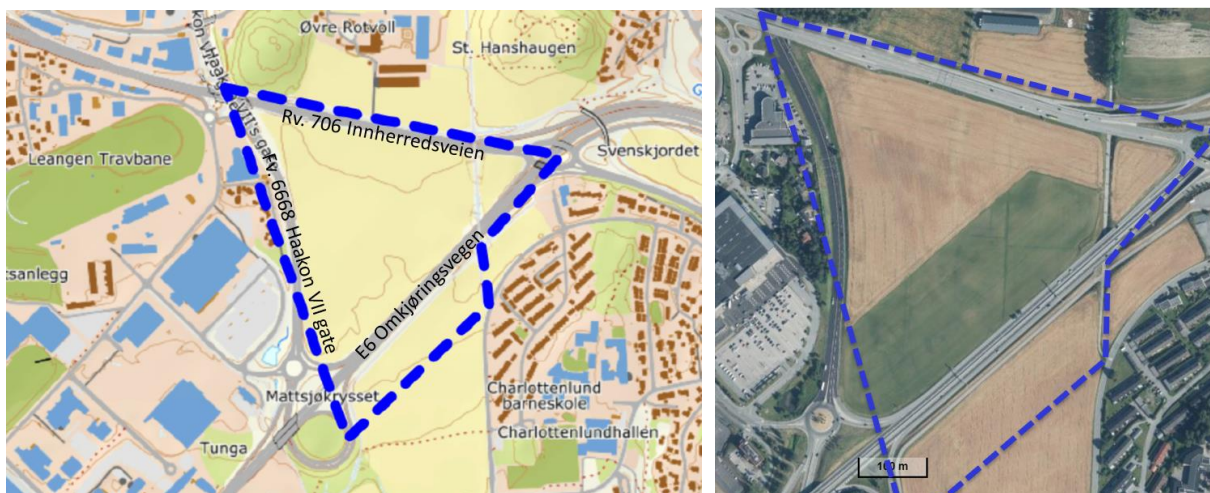 Øvre Rotvoll
St. Hanshaugen
Rv. 706 Innherredsveien
Svenskjordet
Leangen Travbane
Fv. 6668 Haakon VII gate
E6 Omkjøringsvegen
Mattsjøkrysset
Charlottenlund
barneskole
Charlottenlundhallen
Tunga
100 m